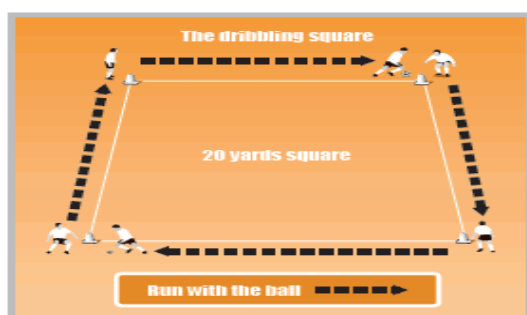 The dribbling square
20 yards square
Run with the ball